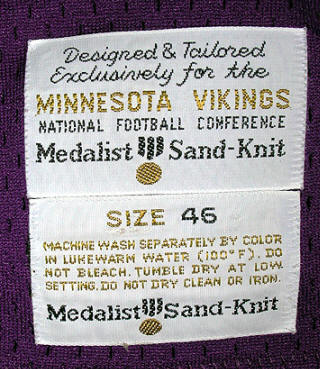 Designed & Tailored
Exclusively for the
MINNESOTA VIKINGS
NATIONAL FOOTBALL CONFERENCE
Medalist Sand-Knit
SIZE 46
MACHINE WASH SEPARATELY BY COLOR
IN LUKEWARM WATER (100°F). DO
NOT BLEACH. TUMBLE DRY AT LOW
SETTING. DO NOT DRY CLEAN OR IRON.
Medalist Sand-Knit